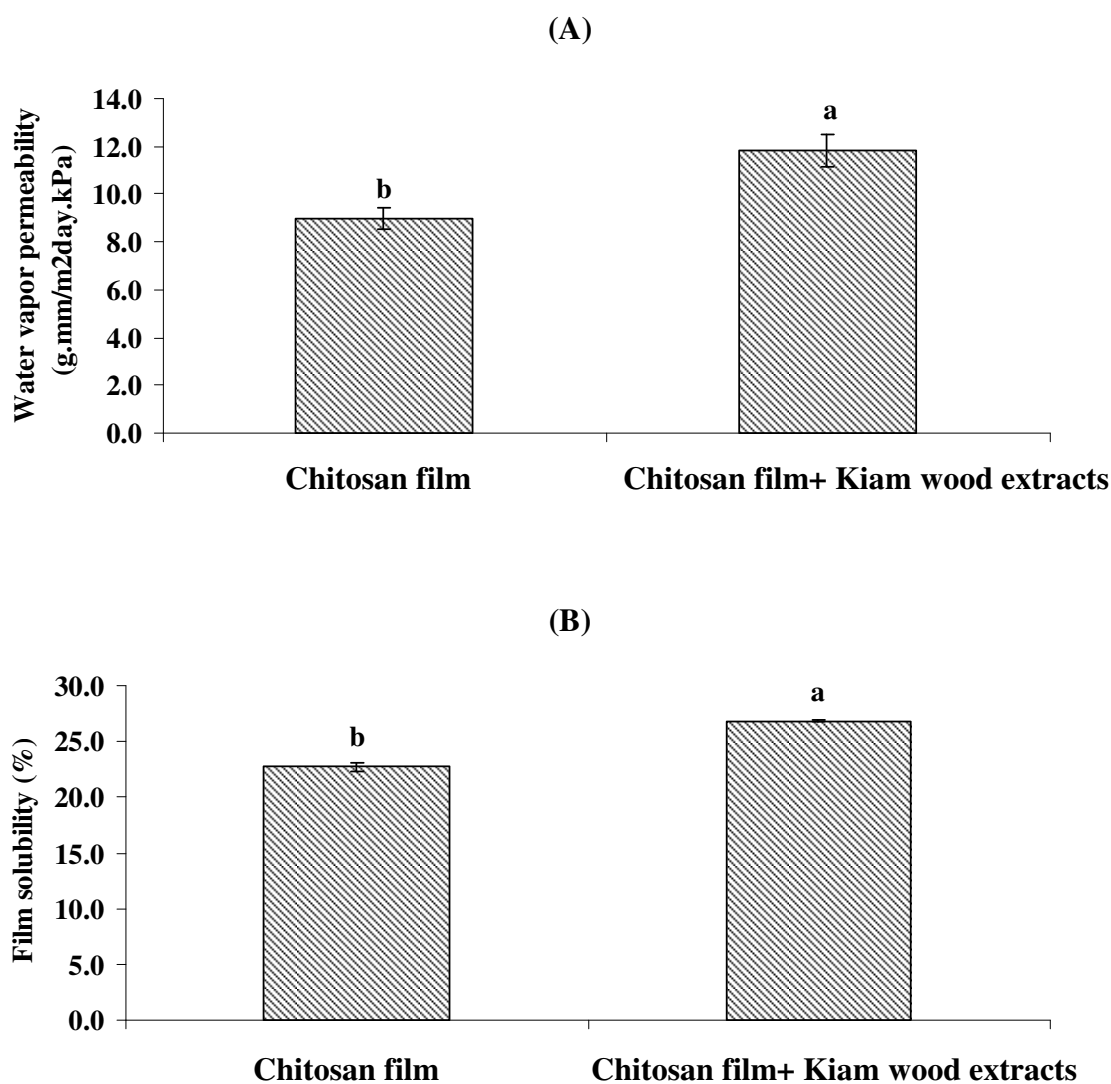 (A)
Water vapor permeability
(g.mm/m2day.kPa)
14.0
12.0
10.0
8.0
6.0
4.0
2.0
0.0
b
a
Chitosan film
Chitosan film+ Kiam wood extracts
(B)
Film solubility (%)
30.0
25.0
20.0
15.0
10.0
5.0
0.0
b
a
Chitosan film
Chitosan film+ Kiam wood extracts